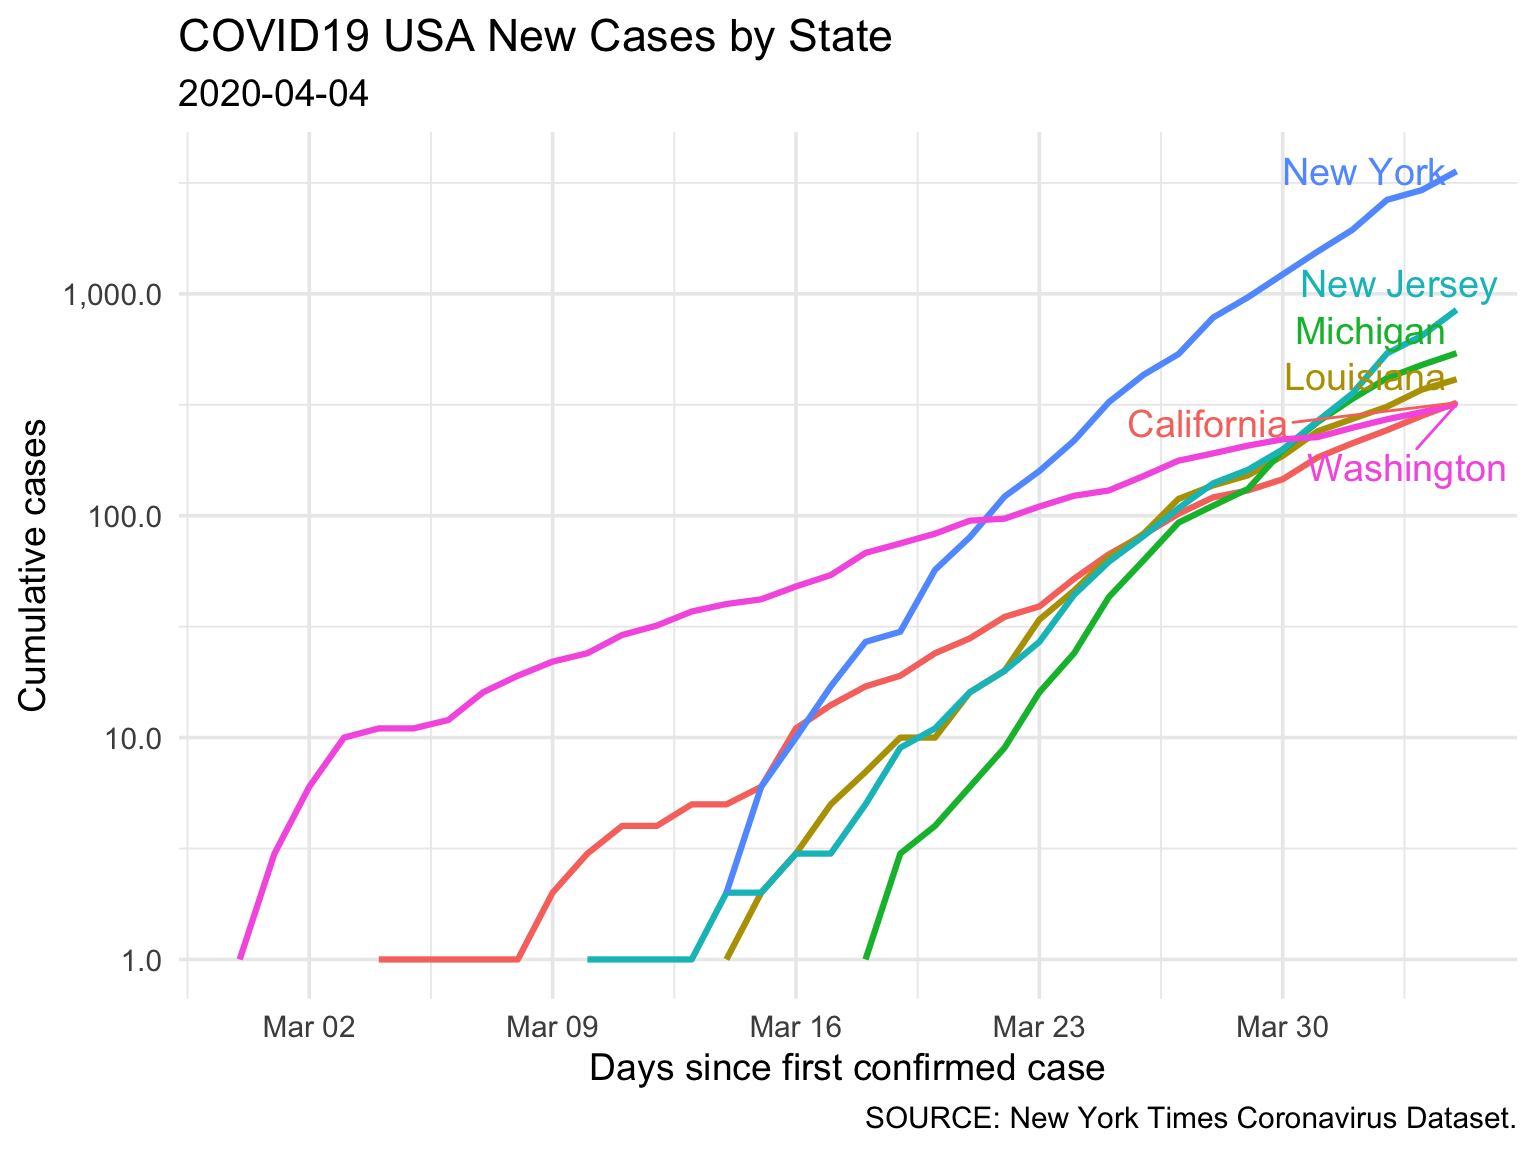 COVID19 USA New Cases by State
2020-04-04
New York
New Jersey
1,000.0
Michigan
Louisiana
California
Washington
100.0
Cumulative cases
10.0
1.0
Mar 02 Mar 09 Mar 16 Mar 23 Mar 30
Days since first confirmed case
SOURCE: New York Times Coronavirus Dataset.